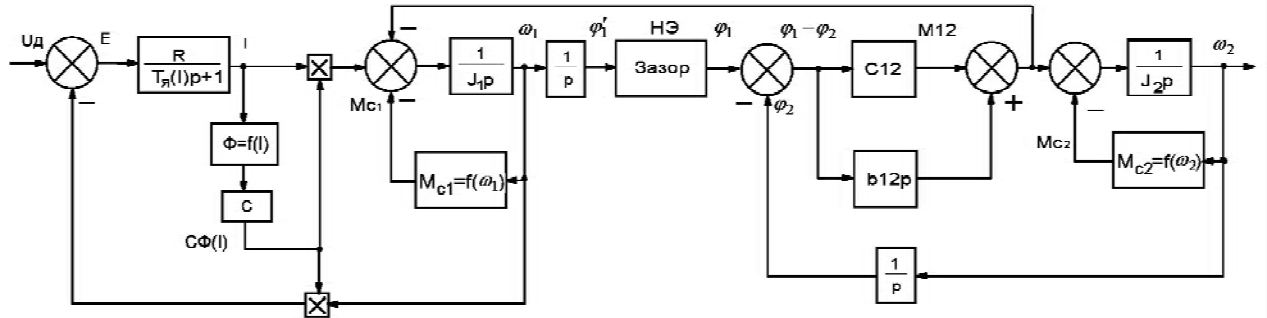 Uд
E
R
Tя(I)p+1
I
Φ=f(I)
C
CΦ(I)
−
−
−
Mc1
1
J1p
ω1
1
p
φ1′
НЭ
Зазор
φ1
−
φ2
φ1−φ2
C12
M12
b12p
+
−
Mc2
1
J2p
ω2
Mc1=f(ω1)
Mc2=f(ω2)
1
p